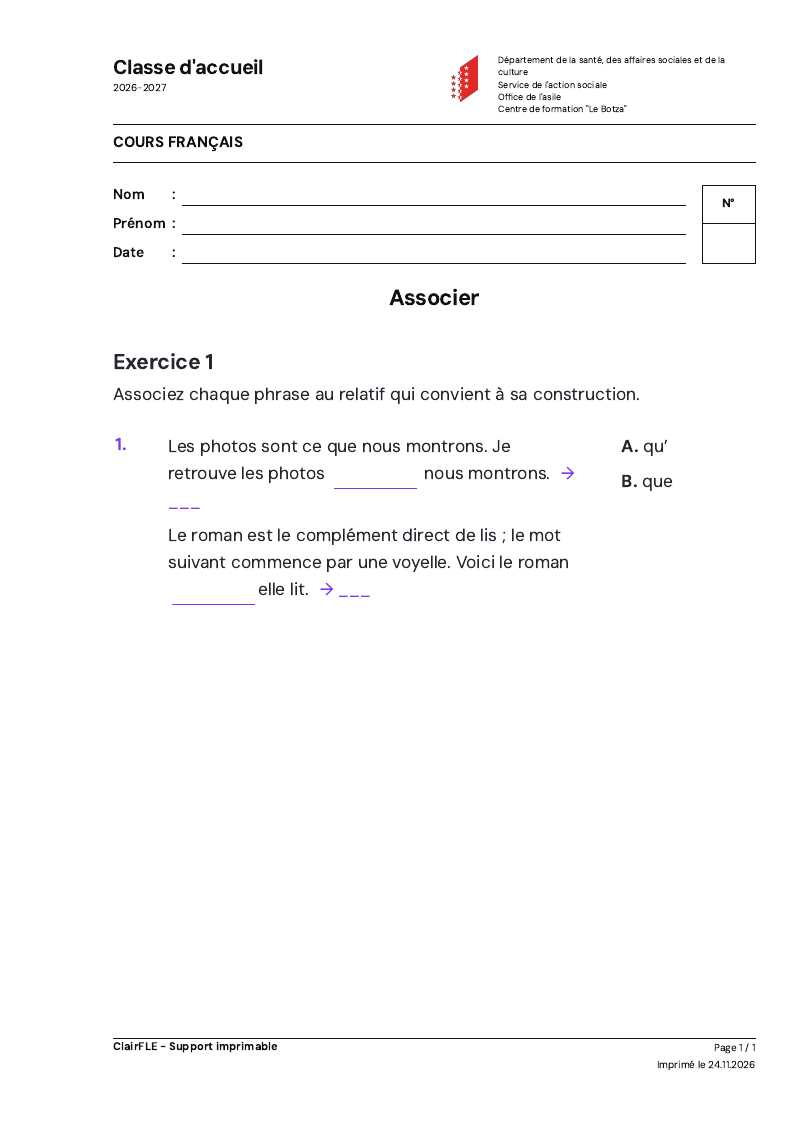 Classe d'accueil
2026-2027
Département de la santé, des affaires sociales et de la
culture
Service de l'action sociale
Office de l'asile
Centre de formation "Le Botza"
COURS FRANÇAIS
Nom :
Prénom :
Date :
N°
Associer
Exercice 1
Associez chaque phrase au relatif qui convient à sa construction.
1.
Les photos sont ce que nous montrons. Je
retrouve les photos ________ nous montrons. →
___
Le roman est le complément direct de lis ; le mot
suivant commence par une voyelle. Voici le roman
________ elle lit. → ___
A. qu’
B. que
ClairFLE - Support imprimable
Page 1 / 1
Imprimé le 24.11.2026